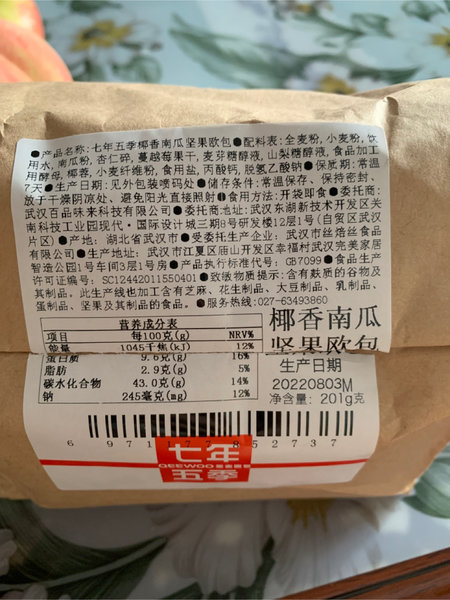 ●产品名称:七年五季椰香南瓜坚果欧包●配料表:全麦粉,小麦粉,饮
用水,南瓜粉,杏仁碎,蔓越莓果干,麦芽糖醇液,山梨糖醇液,食品加工
用酵母,椰蓉,小麦纤维粉,食用盐,丙酸钙,脱氢乙酸钠●保质期:常温
7天●生产日期:见外包装喷码处●储存条件:常温保存、保持密封、
放于干燥阴凉处、避免阳光直接照射●食用方法:开袋即食●委托商:
武汉百品味来科技有限公司●委托商地址:武汉东湖新技术开发区关
南科技工业园现代·国际设计城三期8号研发楼12层1号(自贸区武汉
片区)●产地:湖北省武汉市●受委托生产企业:武汉市丝焙丝食品
有限公司●生产地址:武汉市江夏区庙山开发区幸福村武汉完美家居
智造公园1号车间3层1号房●产品执行标准代号:GB7099●食品生产
许可证编号:SC12442011550401●致敏物质提示:含有麸质的谷物及
其制品,此生产线也加工含有芝麻、花生制品、大豆制品、乳制品、
蛋制品、坚果及其制品的食品。●服务热线:027-63493860
营养成分表
项目 每100克(g) NRV%
能量 1045千焦(kJ) 12%
蛋白质 9.6克(g) 16%
脂肪 2.9克(g) 5%
碳水化合物 43.0克(g) 14%
钠 245毫克(mg) 12%
椰香南瓜
坚果欧包
生产日期
20220803M
净含量:201g克
6971177852737
七年
QEEWOO
五季